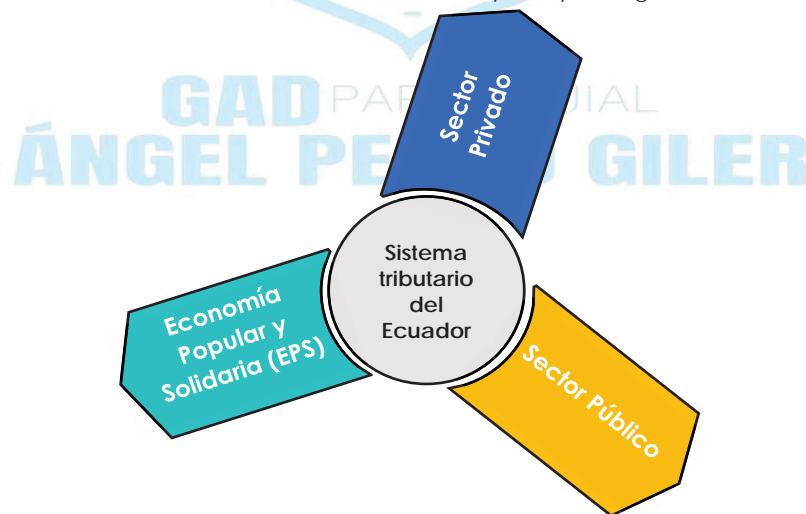 GAD
ÁNGEL
GILER
Sector
Privado
Sistema
tributario
del
Ecuador
Economía
Popular y
Solidaria (EPS)
Sector Público